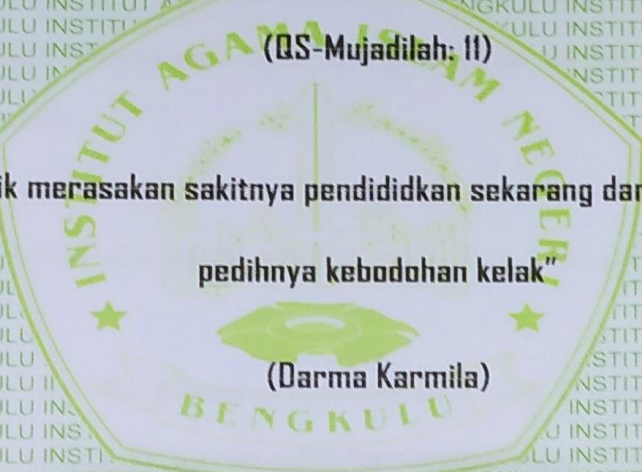 (QS-Mujadilah: 11)
ik merasakan sakitnya pendididkan sekarang dar
pedihnya kebodohan kelak"
(Darma Karmila)
INSTITUT AGAMA ISLAM NEGERI
BENGKULU